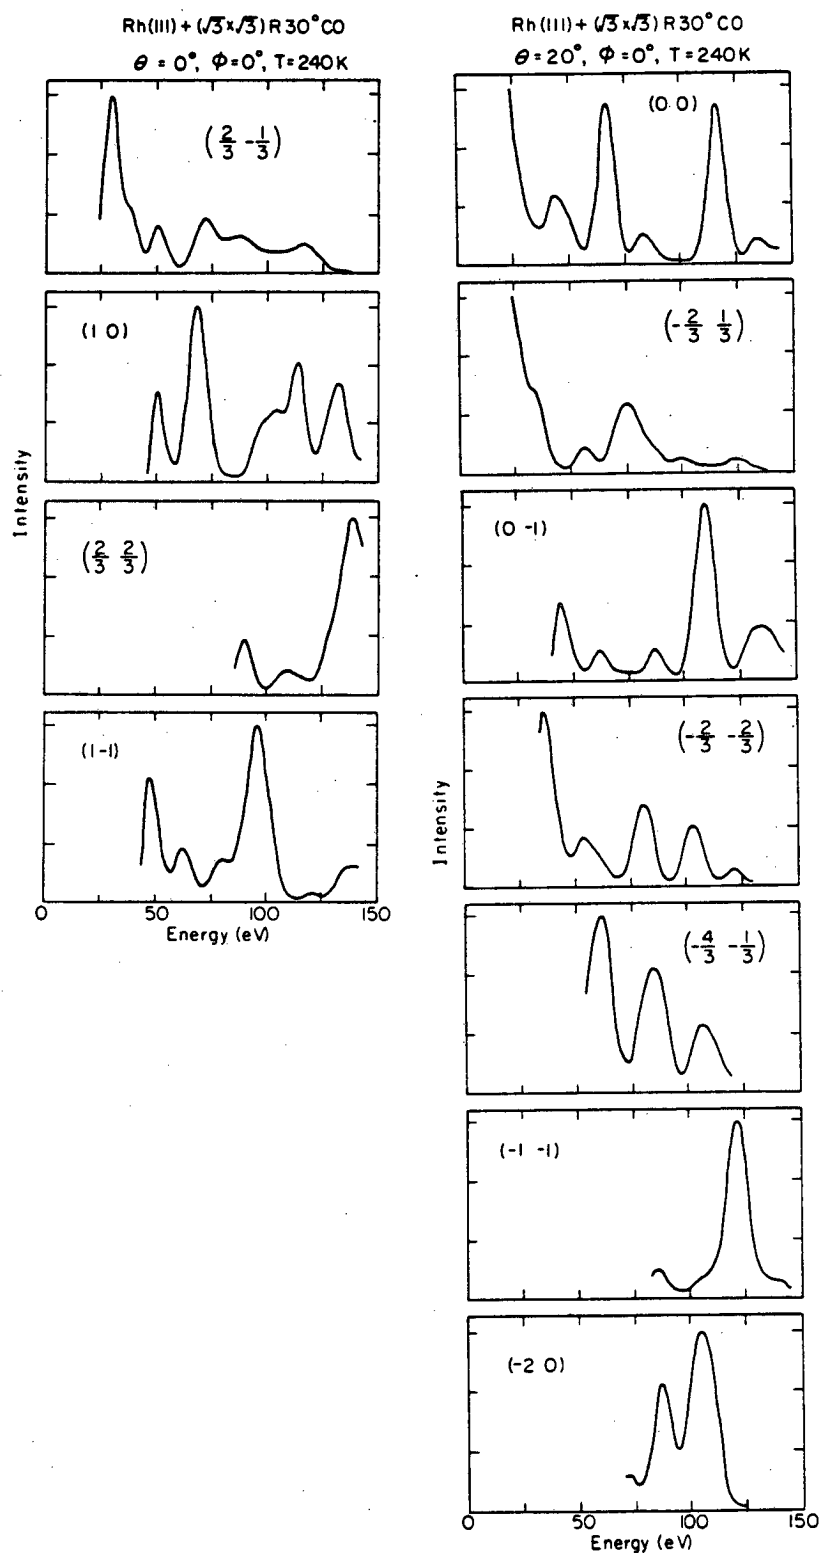 Rh(111) + (√3x√3) R30°CO
θ = 0°, Φ=0°, T=240K
(2/3 -1/3)
(1 0)
(2/3 2/3)
(1-1)
Intensity
0 50 100 150
Energy (eV)
Rh(111) + (√3x√3) R30°CO
θ=20°, Φ=0°, T=240K
(0 0)
(-2/3 1/3)
(0 -1)
(-2/3 -2/3)
(-4/3 -1/3)
(-1 -1)
(-2 0)
Intensity
0 50 100 150
Energy (eV)